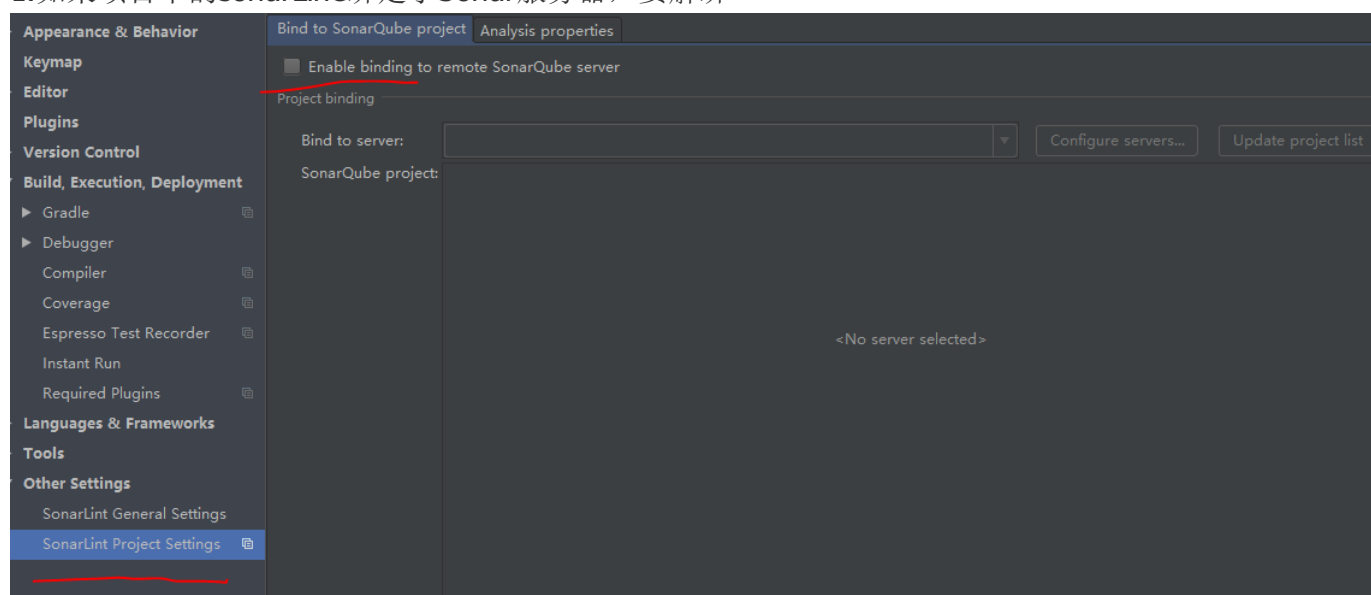 Appearance & Behavior
Keymap
Editor
Plugins
Version Control
Build, Execution, Deployment
Gradle
Debugger
Compiler
Coverage
Espresso Test Recorder
Instant Run
Required Plugins
Languages & Frameworks
Tools
Other Settings
SonarLint General Settings
SonarLint Project Settings
Bind to SonarQube project Analysis properties
Enable binding to remote SonarQube server
Project binding
Bind to server: Configure servers... Update project list
SonarQube project:
<No server selected>